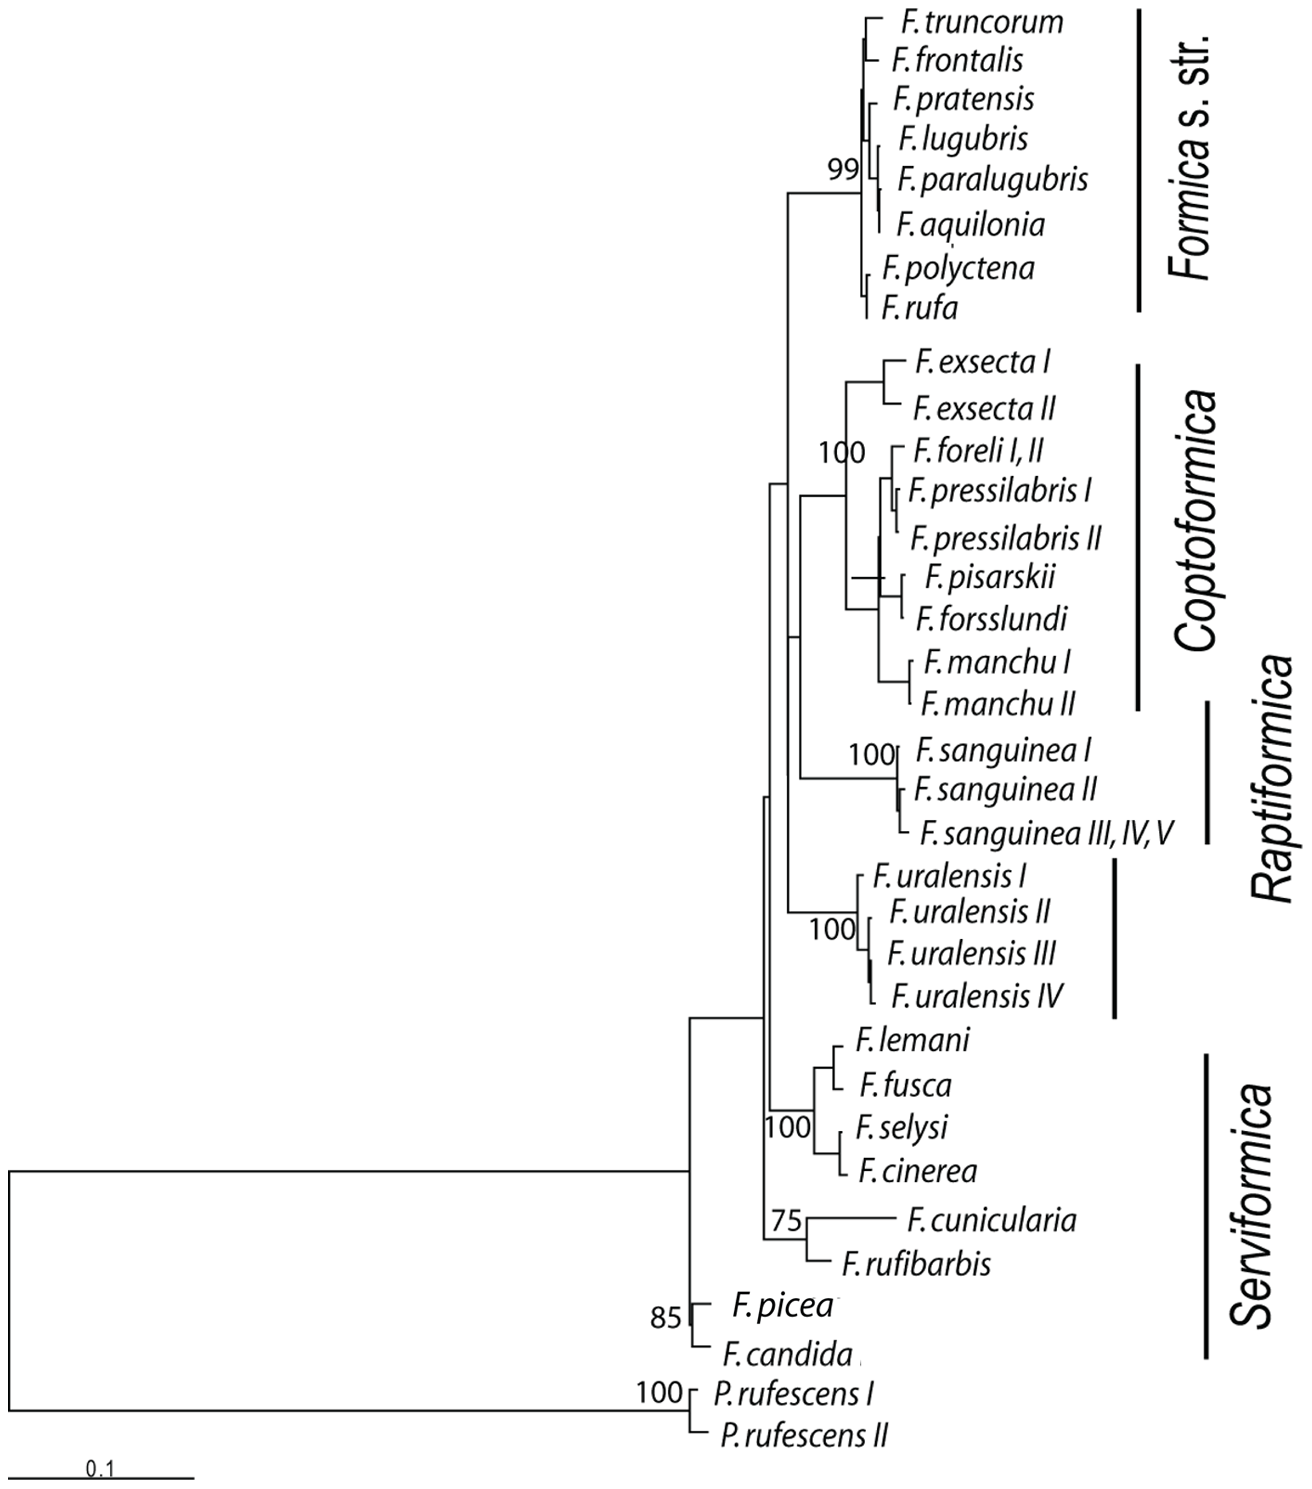 F. truncorum
F. frontalis
F. pratensis
F. lugubris
99
F. paralugubris
F. aquilonia
F. polyctena
F. rufa
Formica s. str.
F. exsecta I
F. exsecta II
100
F. foreli I, II
F. pressilabris I
F. pressilabris II
F. pisarskii
F. forsslundi
F. manchu I
F. manchu II
Coptoformica
100
F. sanguinea I
F. sanguinea II
F. sanguinea III, IV, V
Raptiformica
F. uralensis I
F. uralensis II
100
F. uralensis III
F. uralensis IV
F. lemani
F. fusca
100
F. selysi
F. cinerea
75
F. cunicularia
F. rufibarbis
F. picea
85
F. candida
Serviformica
100
P. rufescens I
P. rufescens II
0.1